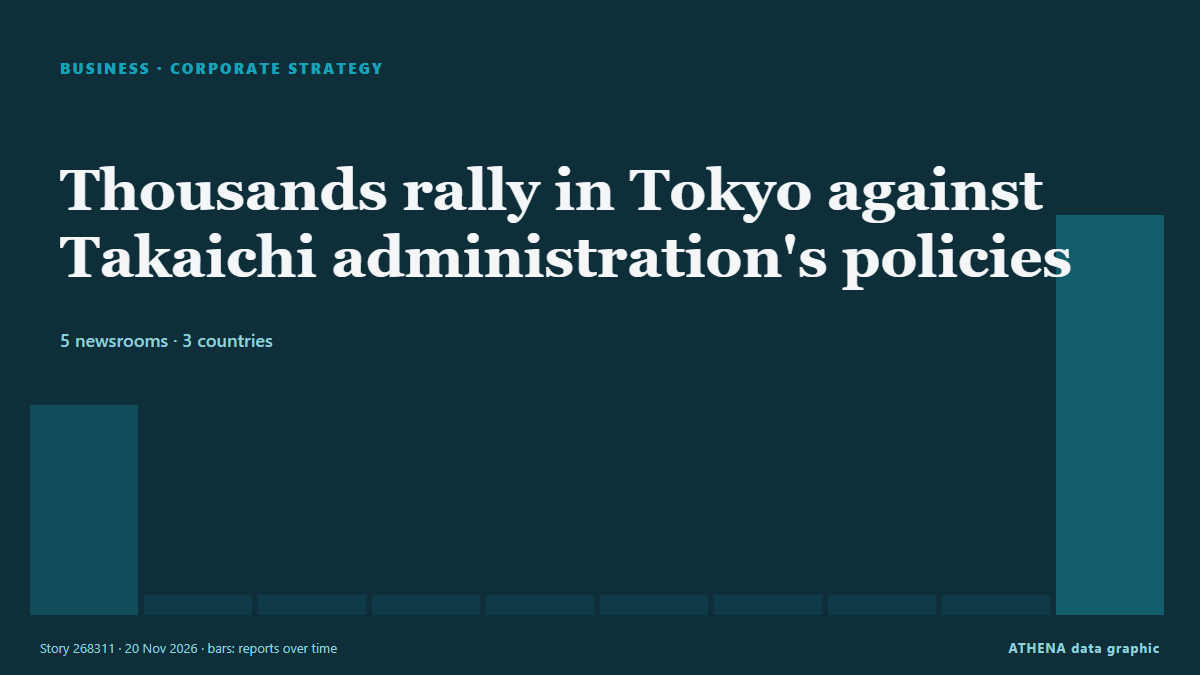 BUSINESS · CORPORATE STRATEGY
Thousands rally in Tokyo against
Takaichi administration's policies
5 newsrooms · 3 countries
Story 268311 · 20 Nov 2026 · bars: reports over time
ATHENA data graphic